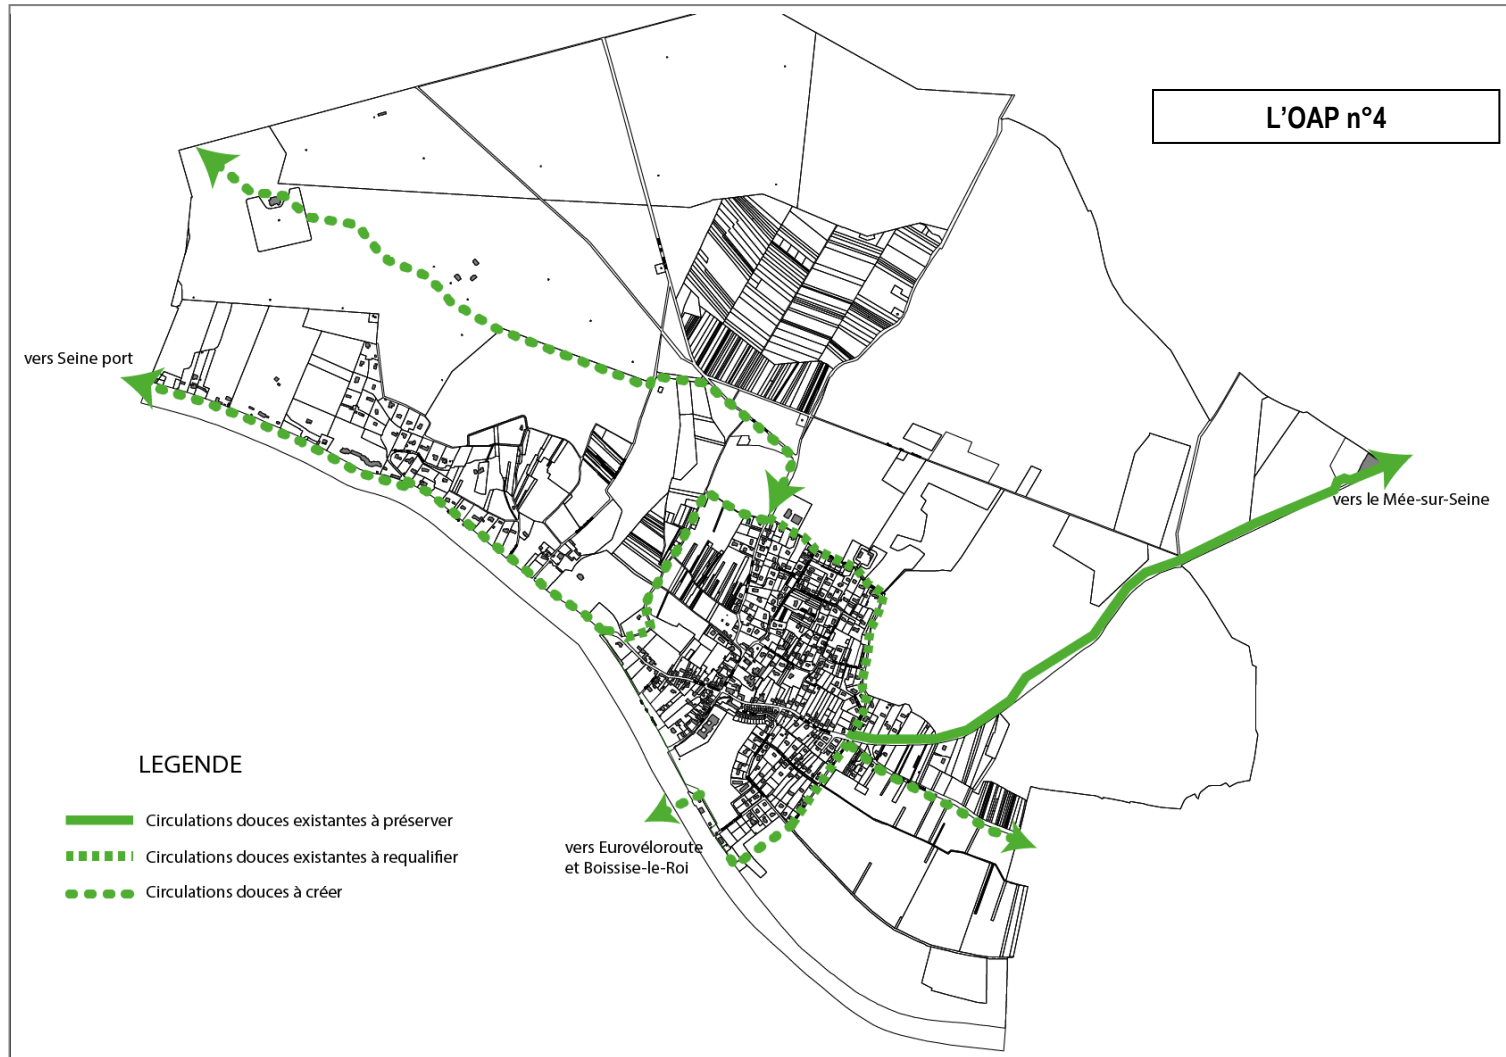 L'OAP n°4
vers Seine port
vers le Mée-sur-Seine
LEGENDE
Circulations douces existantes à préserver
Circulations douces existantes à requalifier
Circulations douces à créer
vers Eurovéloroute
et Boissise-le-Roi